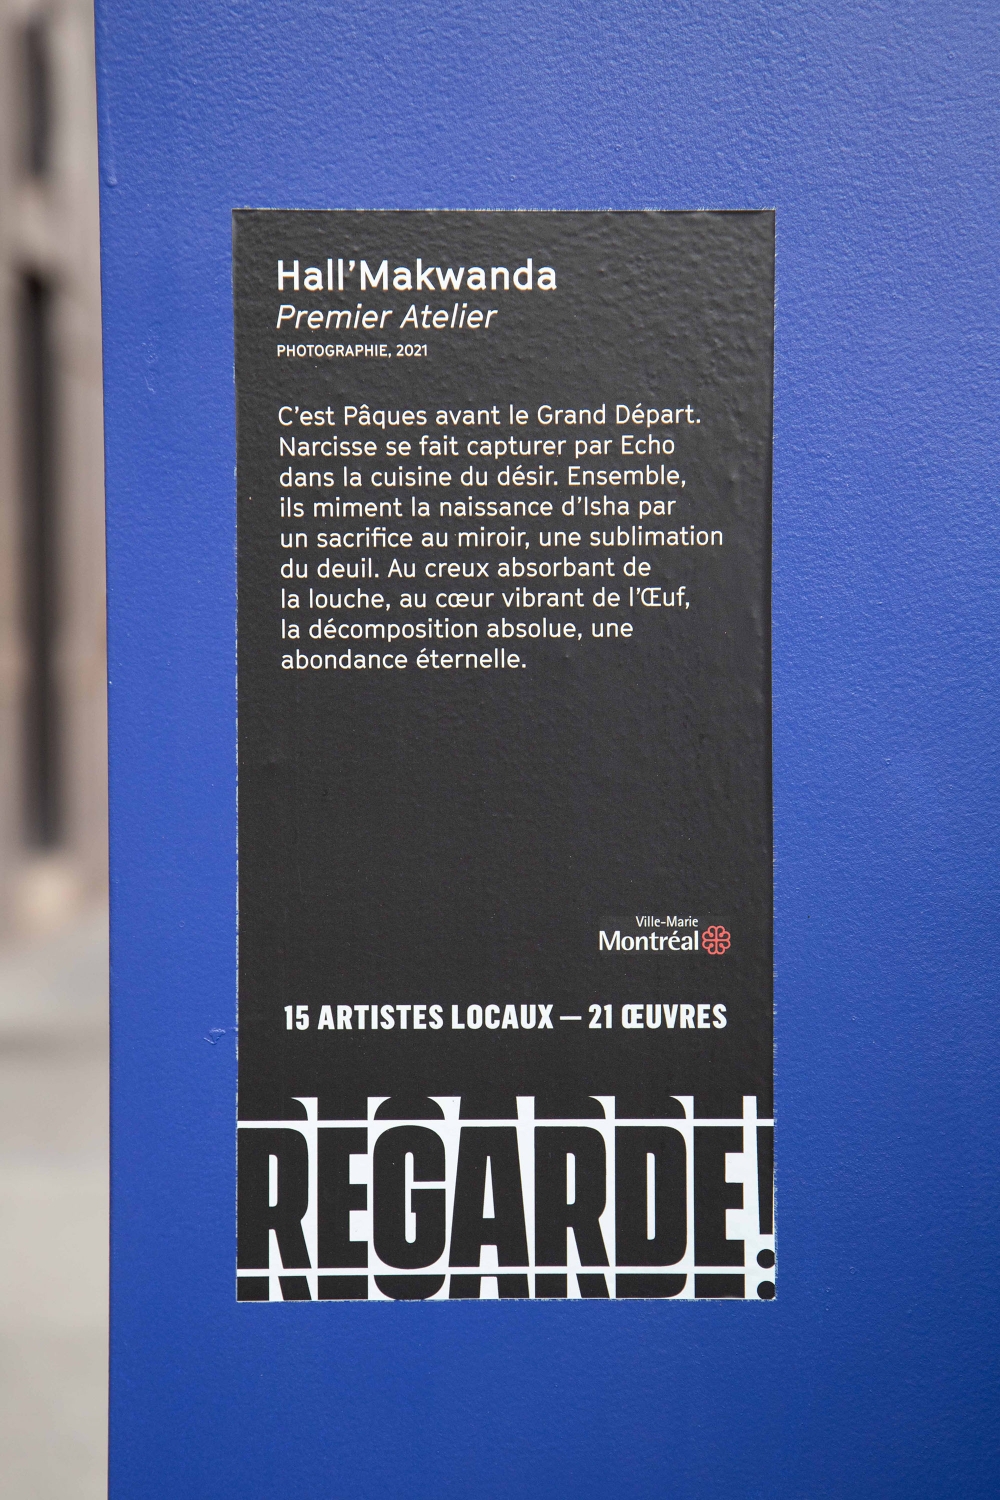 Hall’Makwanda
Premier Atelier
PHOTOGRAPHIE, 2021
C’est Pâques avant le Grand Départ.
Narcisse se fait capturer par Echo
dans la cuisine du désir. Ensemble,
ils miment la naissance d’Isha par
un sacrifice au miroir, une sublimation
du deuil. Au creux absorbant de
la louche, au cœur vibrant de l’Œuf,
la décomposition absolue, une
abondance éternelle.
Ville-Marie
Montréal
15 ARTISTES LOCAUX — 21 ŒUVRES
REGARDE!